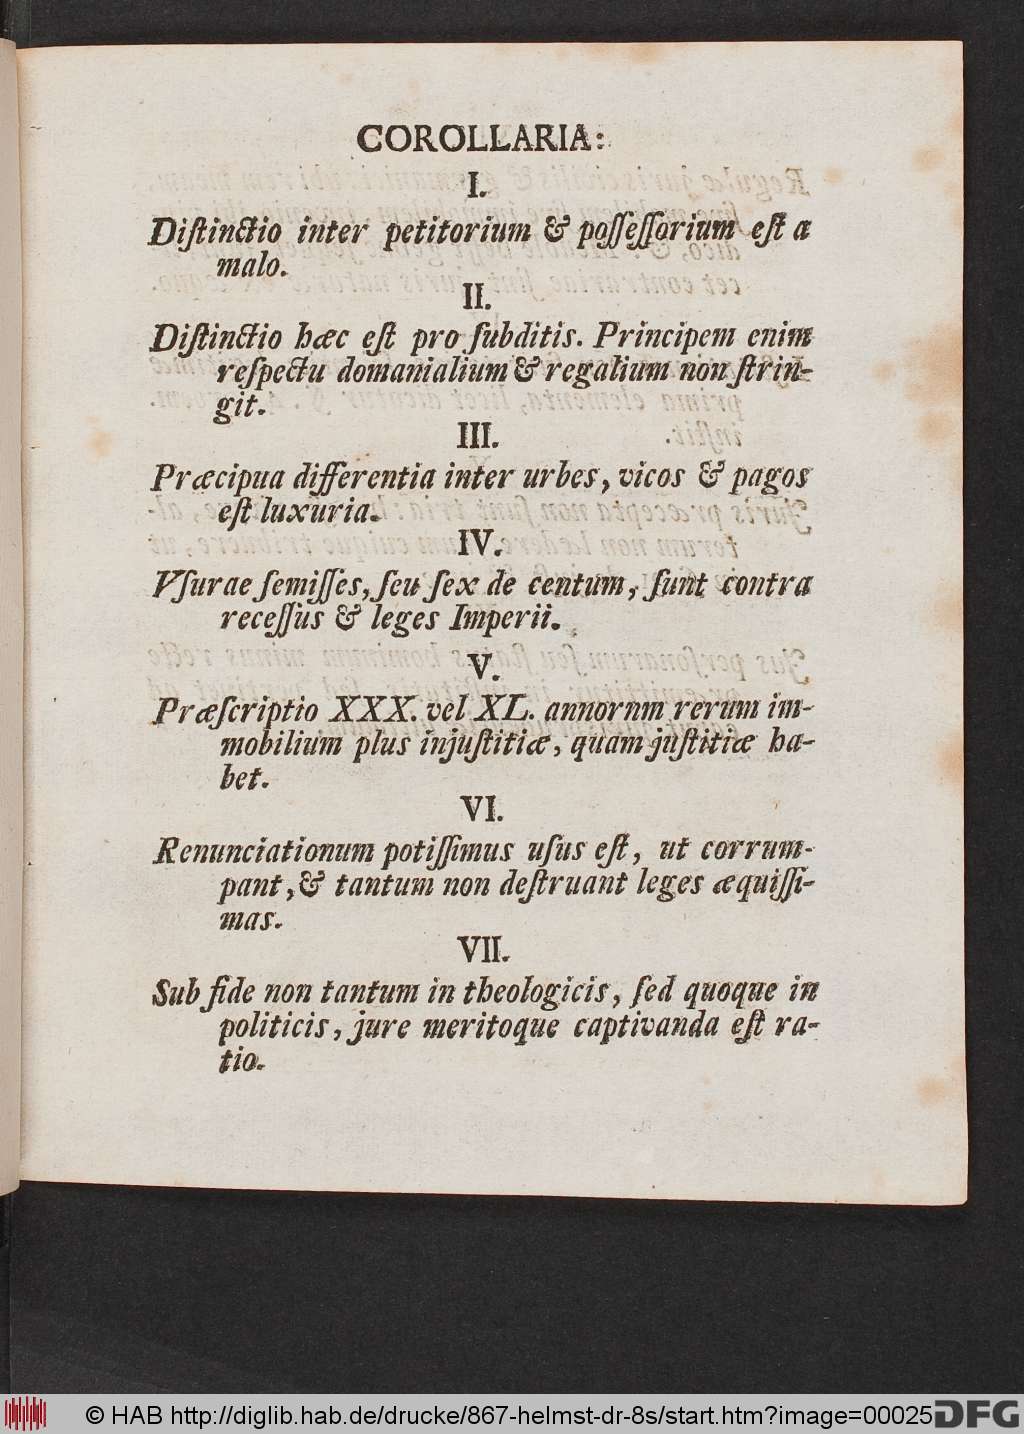 COROLLARIA:
I.
Diſtinctio inter petitorium & poſſeſſorium eſt a
malo.
II.
Diſtinctio hæc eſt pro ſubditis. Principem enim
reſpectu domanialium & regalium non ſtrin-
git.
III.
Præcipua differentia inter urbes, vicos & pagos
eſt luxuria.
IV.
Vſurae ſemiſſes, ſeu ſex de centum, ſunt contra
receſſus & leges Imperii.
V.
Præſcriptio XXX. vel XL. annornm rerum im-
mobilium plus injuſtitiæ, quam juſtitiæ ha-
bet.
VI.
Renunciationum potiſſimus uſus eſt, ut corrum-
pant, & tantum non deſtruant leges æquiſſi-
mas.
VII.
Sub fide non tantum in theologicis, ſed quoque in
politicis, jure meritoque captivanda eſt ra-
tio.
© HAB http://diglib.hab.de/drucke/867-helmst-dr-8s/start.htm?image=00025
DFG